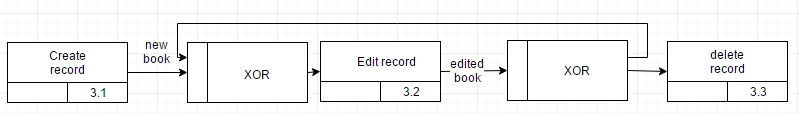 Create
record
3.1
new
book
XOR
Edit record
3.2
edited
book
XOR
delete
record
3.3